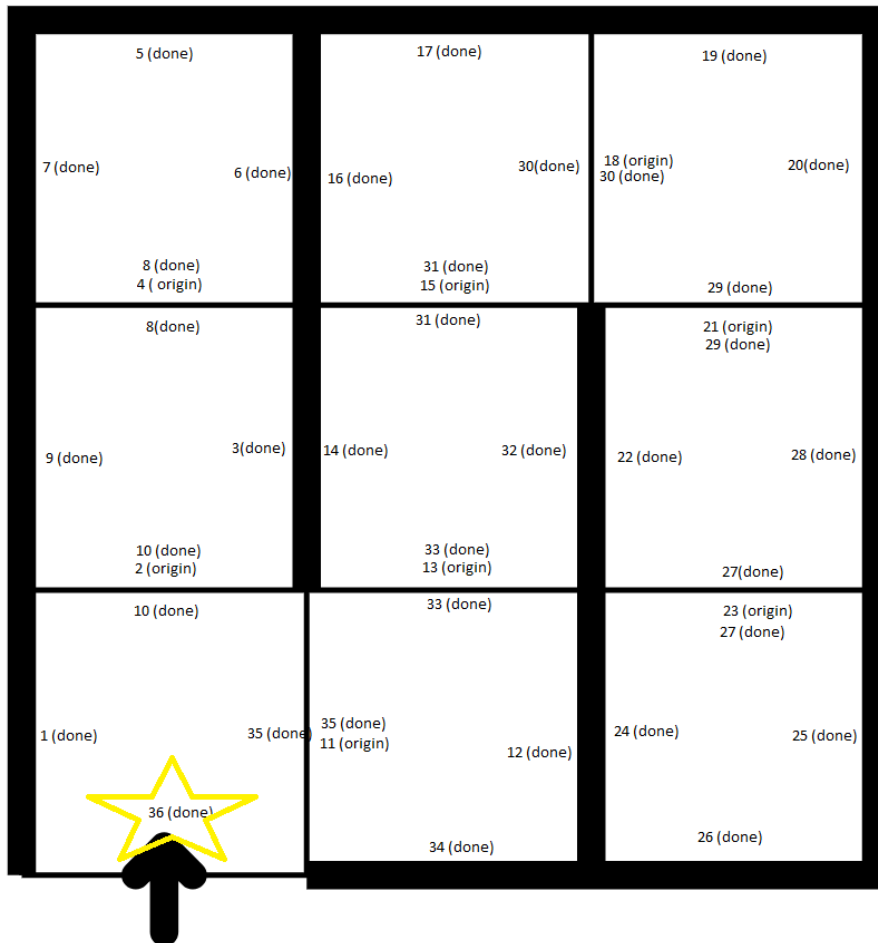 5 (done)
17 (done)
19 (done)
7 (done)
6 (done)
16 (done)
30(done)
18 (origin)
30 (done)
20(done)
8 (done)
4 ( origin)
31 (done)
15 (origin)
29 (done)
8(done)
31 (done)
21 (origin)
29 (done)
9 (done)
3(done)
14 (done)
32 (done)
22 (done)
28 (done)
10 (done)
2 (origin)
33 (done)
13 (origin)
27(done)
10 (done)
33 (done)
23 (origin)
27 (done)
1 (done)
35 (done)
35 (done)
11 (origin)
12 (done)
24 (done)
25 (done)
36 (done)
34 (done)
26 (done)